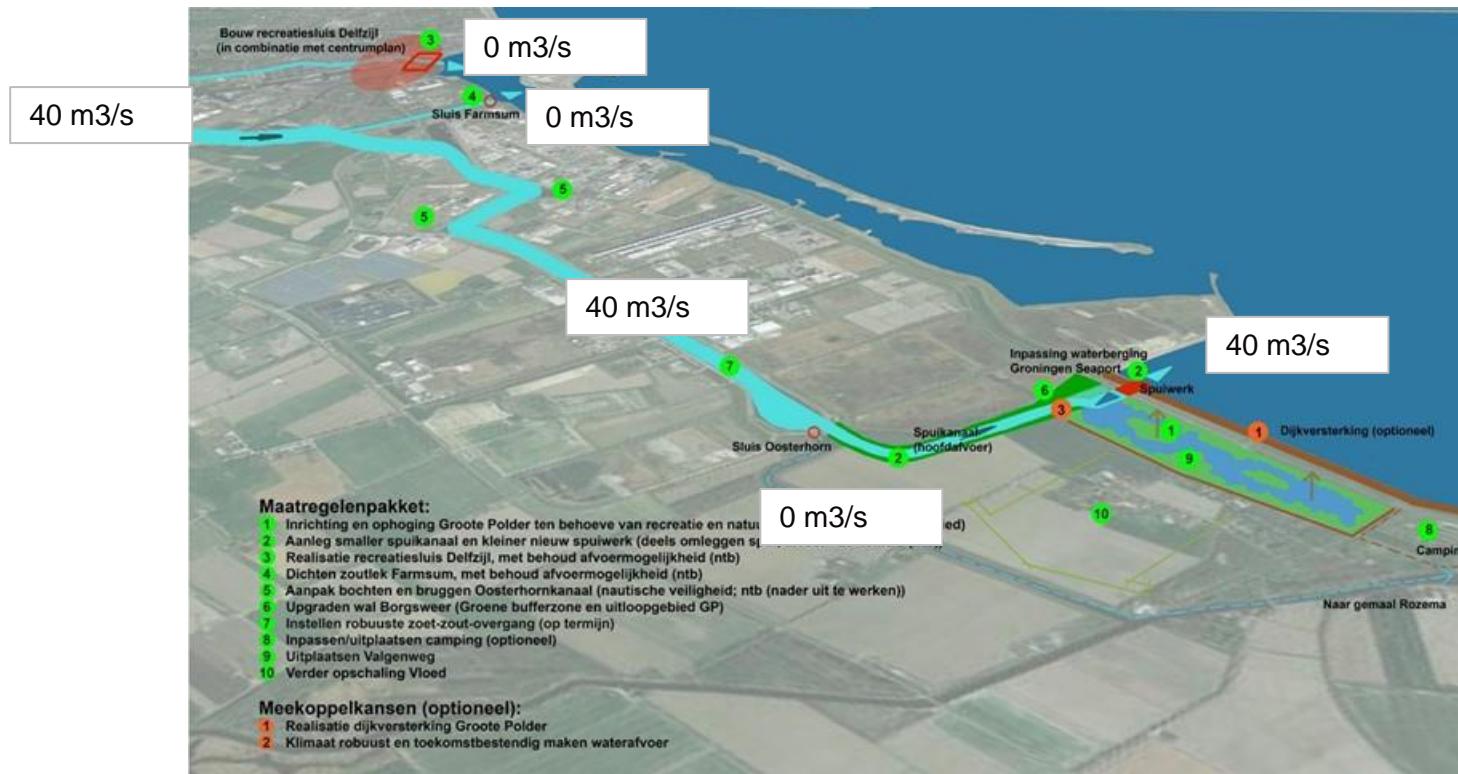 Bouw recreatiesluis Delfzijl
(in combinatie met centrumplan)
3
0 m3/s
40 m3/s
4
Sluis Farmsum
0 m3/s
5
5
40 m3/s
7
Inpassing waterberging
Groningen Seaport
2
40 m3/s
6
Spuiwerk
3
1
1
Dijkversterking (optioneel)
Sluis Oosterhorn
Spuikanaal
(hoofdafvoer)
2
9
0 m3/s
10
8
Campin
Naar gemaal Rozema
Maatregelenpakket:
1 Inrichting en ophoging Groote Polder ten behoeve van recreatie en natu
2 Aanleg smaller spuikanaal en kleiner nieuw spuiwerk (deels omleggen
3 Realisatie recreatiesluis Delfzijl, met behoud afvoermogelijkheid (ntb)
4 Dichten zoutlek Farmsum, met behoud afvoermogelijkheid (ntb)
5 Aanpak bochten en bruggen Oosterhornkanaal (nautische veiligheid; ntb (nader uit te werken))
6 Upgraden wal Borgsweer (Groene bufferzone en uitloopgebied GP)
7 Instellen robuuste zoet-zout-overgang (op termijn)
8 Inpassen/uitplaatsen camping (optioneel)
9 Uitplaatsen Valgenweg
10 Verder opschaling Vloed
Meekoppelkansen (optioneel):
1 Realisatie dijkversterking Groote Polder
2 Klimaat robuust en toekomstbestendig maken waterafvoer